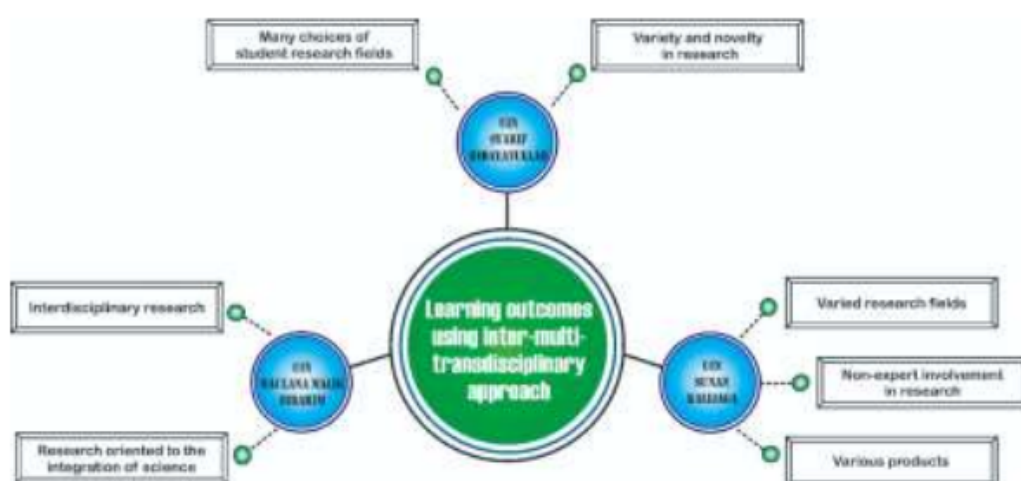 Many choices of
student research fields
Variety and novelty
in research
UIN
SYARIF
HIDAYATULLAH
Interdisciplinary research
Research oriented to the
integration of science
UIN
MAULANA MALIK
IBRAHIM
Learning outcomes
using inter-multi-
transdisciplinary
approach
UIN
SUNAN
KALIJAGA
Varied research fields
Non-expert involvement
in research
Various products